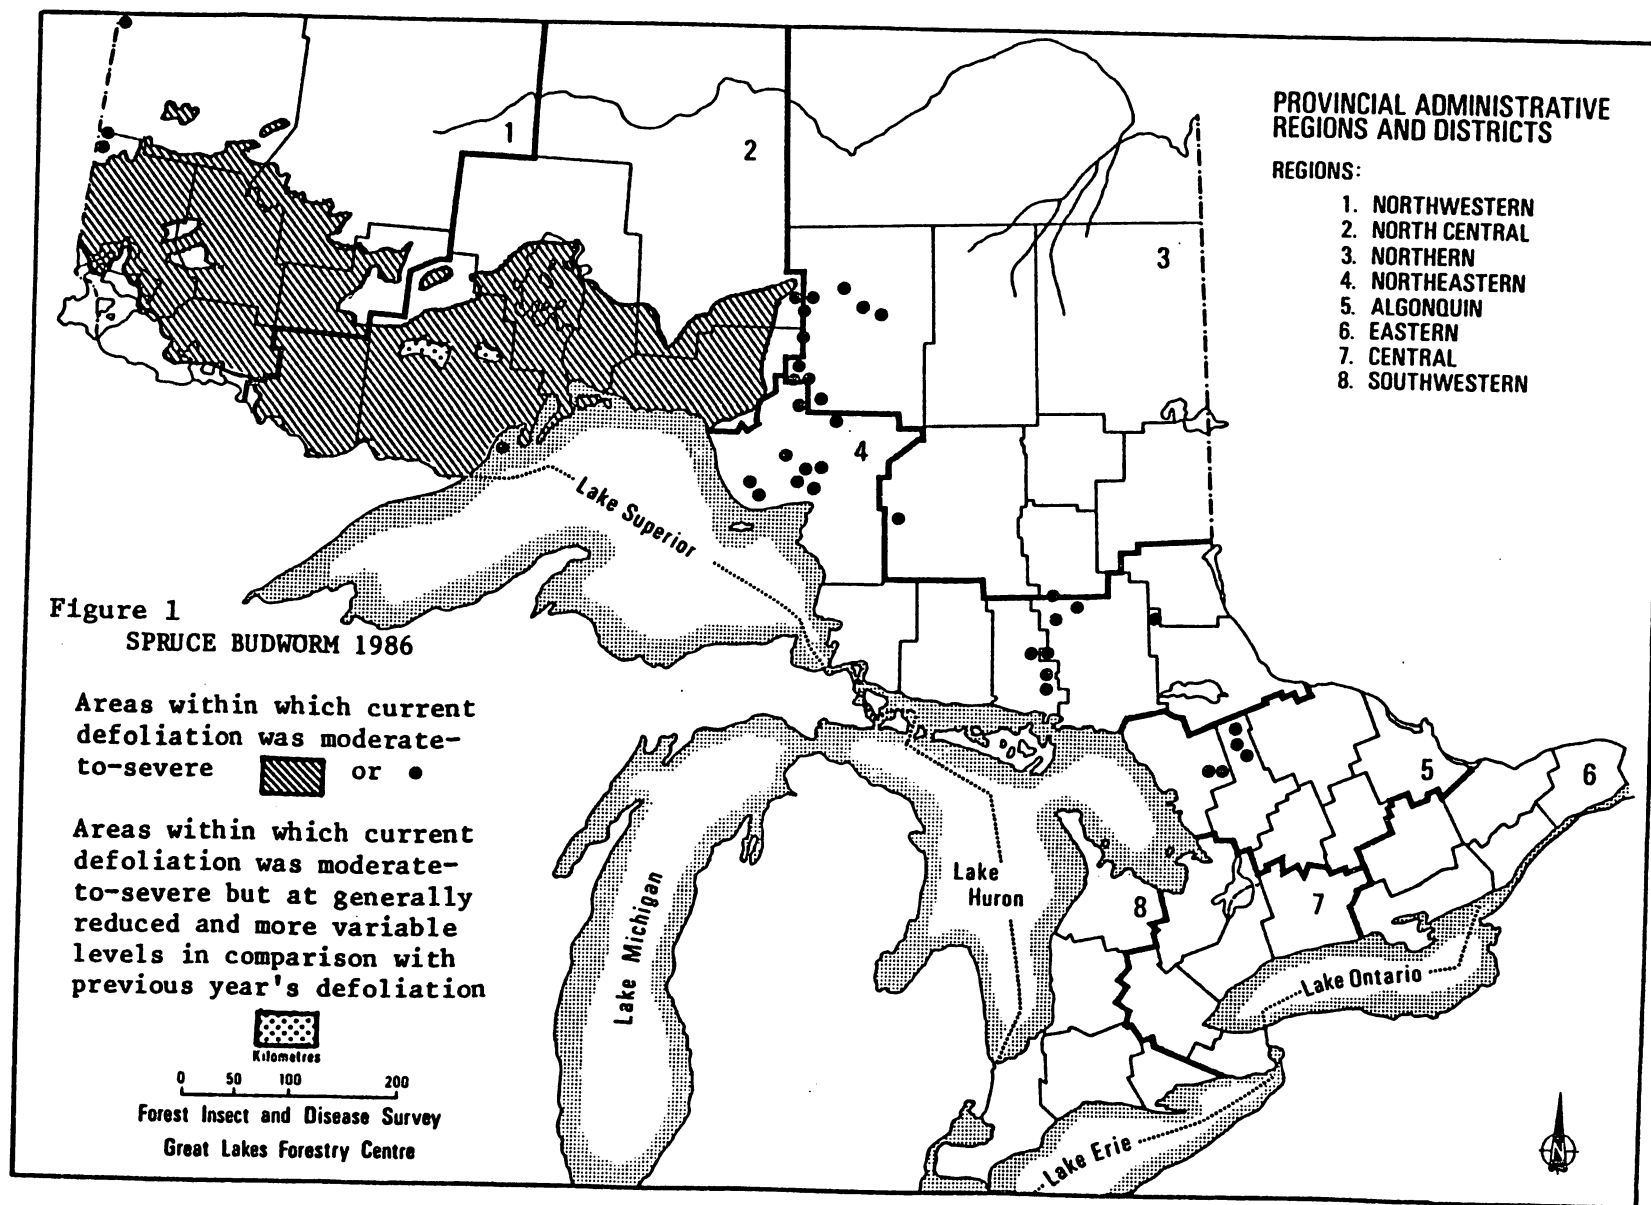 PROVINCIAL ADMINISTRATIVE
REGIONS AND DISTRICTS
REGIONS:
1. NORTHWESTERN
2. NORTH CENTRAL
3. NORTHERN
4. NORTHEASTERN
5. ALGONQUIN
6. EASTERN
7. CENTRAL
8. SOUTHWESTERN
1
2
3
4
5
6
7
8
Lake Superior
Lake Michigan
Lake
Huron
Lake Ontario
Lake Erie
Figure 1
SPRUCE BUDWORM 1986
Areas within which current
defoliation was moderate-
to-severe or
Areas within which current
defoliation was moderate-
to-severe but at generally
reduced and more variable
levels in comparison with
previous year's defoliation
Kilometres
0 50 100 200
Forest Insect and Disease Survey
Great Lakes Forestry Centre
N